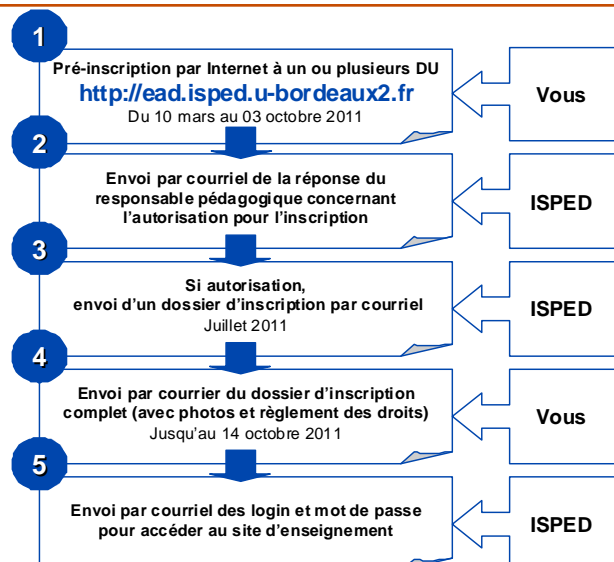 1
Pré-inscription par Internet à un ou plusieurs DU
http://ead.isped.u-bordeaux2.fr
Du 10 mars au 03 octobre 2011
Vous
2
Envoi par courriel de la réponse du
responsable pédagogique concernant
l'autorisation pour l'inscription
ISPED
3
Si autorisation,
envoi d'un dossier d'inscription par courriel
Juillet 2011
ISPED
4
Envoi par courrier du dossier d'inscription
complet (avec photos et règlement des droits)
Jusqu'au 14 octobre 2011
Vous
5
Envoi par courriel des login et mot de passe
pour accéder au site d'enseignement
ISPED